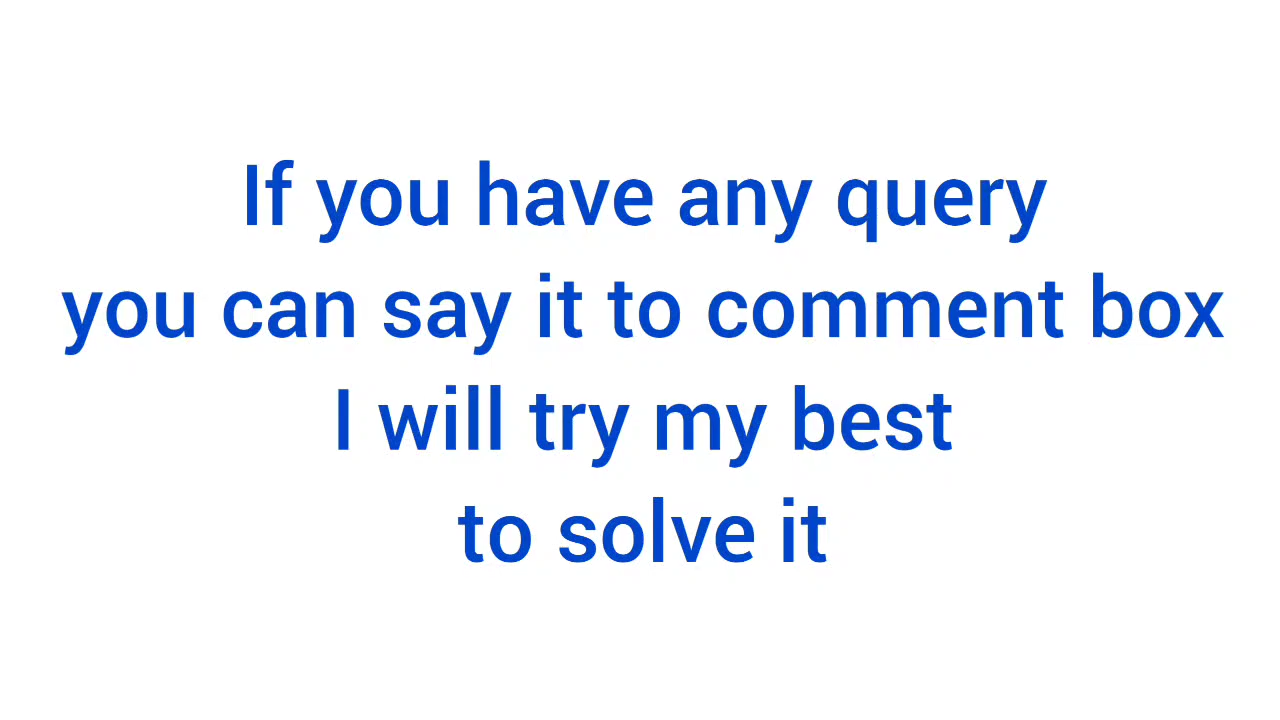 If you have any query
you can say it to comment box
I will try my best
to solve it